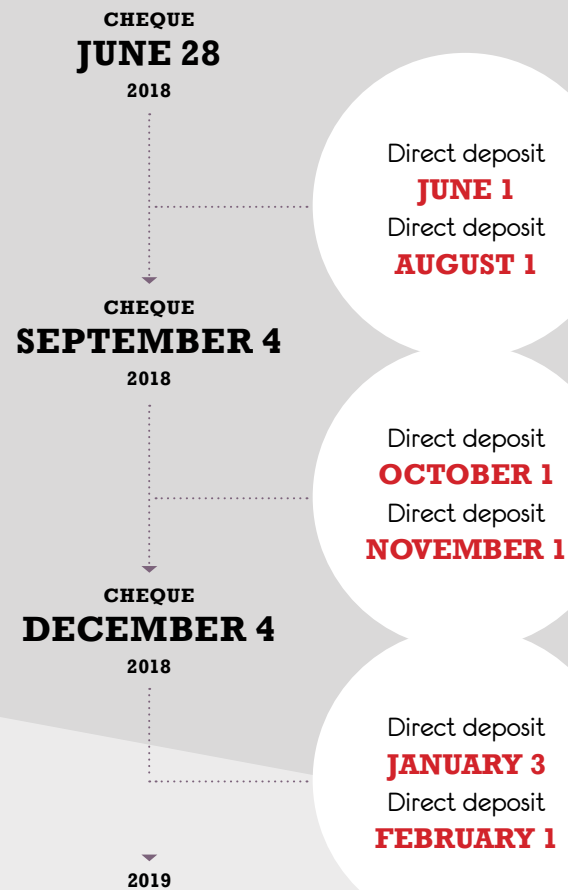 CHEQUE
JUNE 28
2018
Direct deposit
JUNE 1
Direct deposit
AUGUST 1
CHEQUE
SEPTEMBER 4
2018
Direct deposit
OCTOBER 1
Direct deposit
NOVEMBER 1
CHEQUE
DECEMBER 4
2018
Direct deposit
JANUARY 3
Direct deposit
FEBRUARY 1
2019